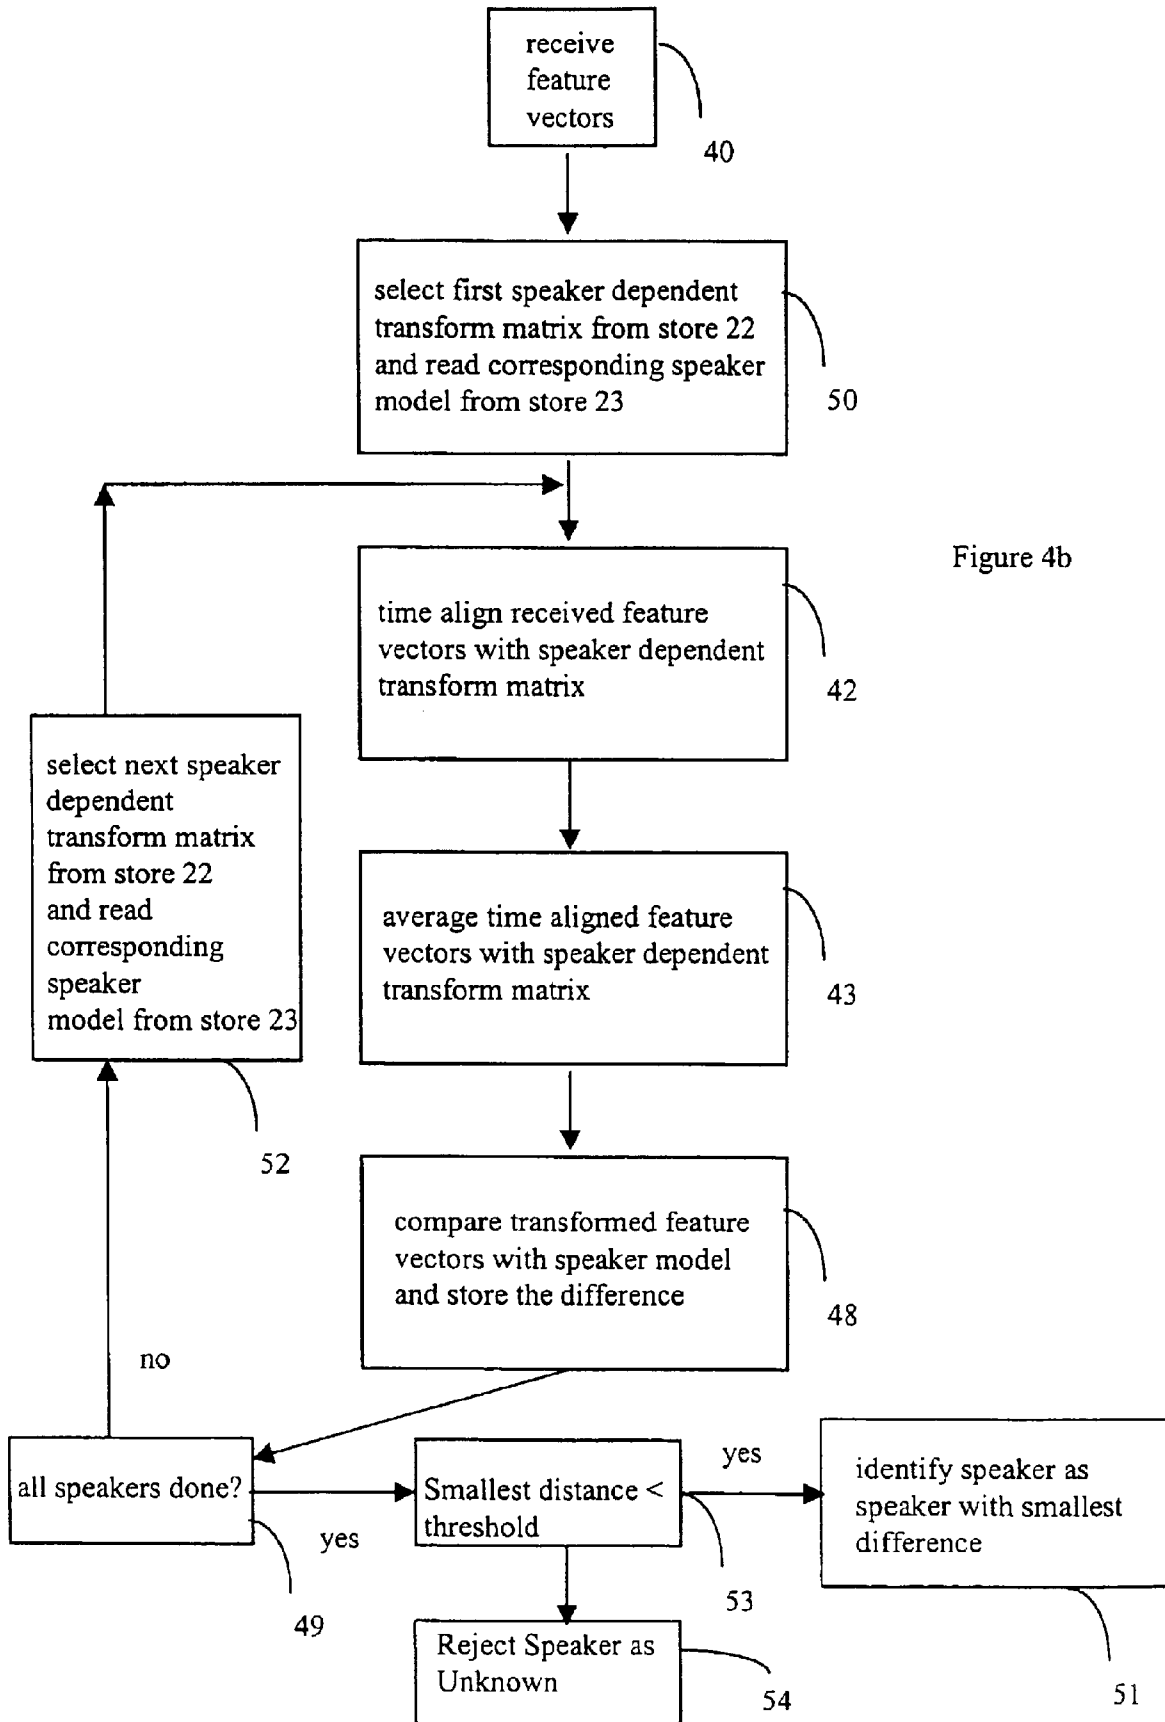 receive
feature
vectors
40
select first speaker dependent
transform matrix from store 22
and read corresponding speaker
model from store 23
50
Figure 4b
time align received feature
vectors with speaker dependent
transform matrix
42
select next speaker
dependent
transform matrix
from store 22
and read
corresponding
speaker
model from store 23
52
average time aligned feature
vectors with speaker dependent
transform matrix
43
compare transformed feature
vectors with speaker model
and store the difference
48
no
all speakers done?
49
yes
Smallest distance <
threshold
53
yes
identify speaker as
speaker with smallest
difference
51
Reject Speaker as
Unknown
54